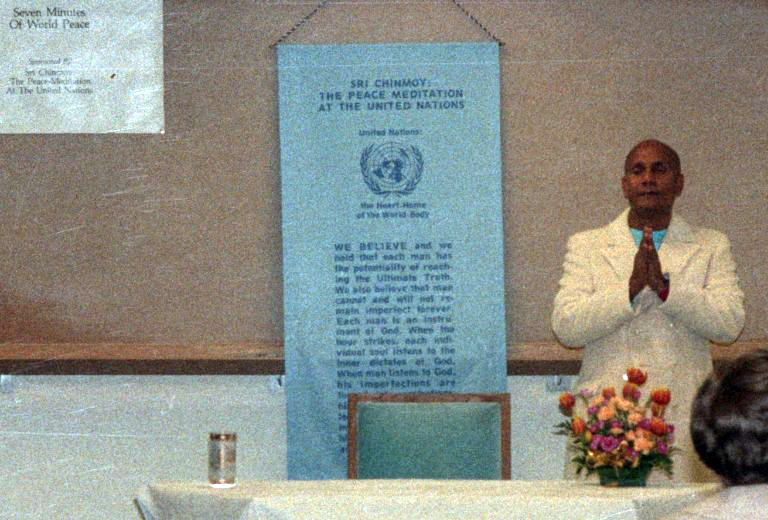 Seven Minutes
Of World Peace
Sponsored By
Sri Chinmoy:
The Peace-Meditation
At The United Nations
SRI CHINMOY:
THE PEACE MEDITATION
AT THE UNITED NATIONS
United Nations:
the Heart-Home
of the World-Body
WE BELIEVE and we
hold that each man has
the potentiality of reach-
ing the Ultimate Truth.
We also believe that man
cannot and will not re-
main imperfect forever.
Each man is an instru-
ment of God. When the
hour strikes, each indi-
vidual soul listens to the
inner dictates of God.
When man listens to God,
his imperfections are